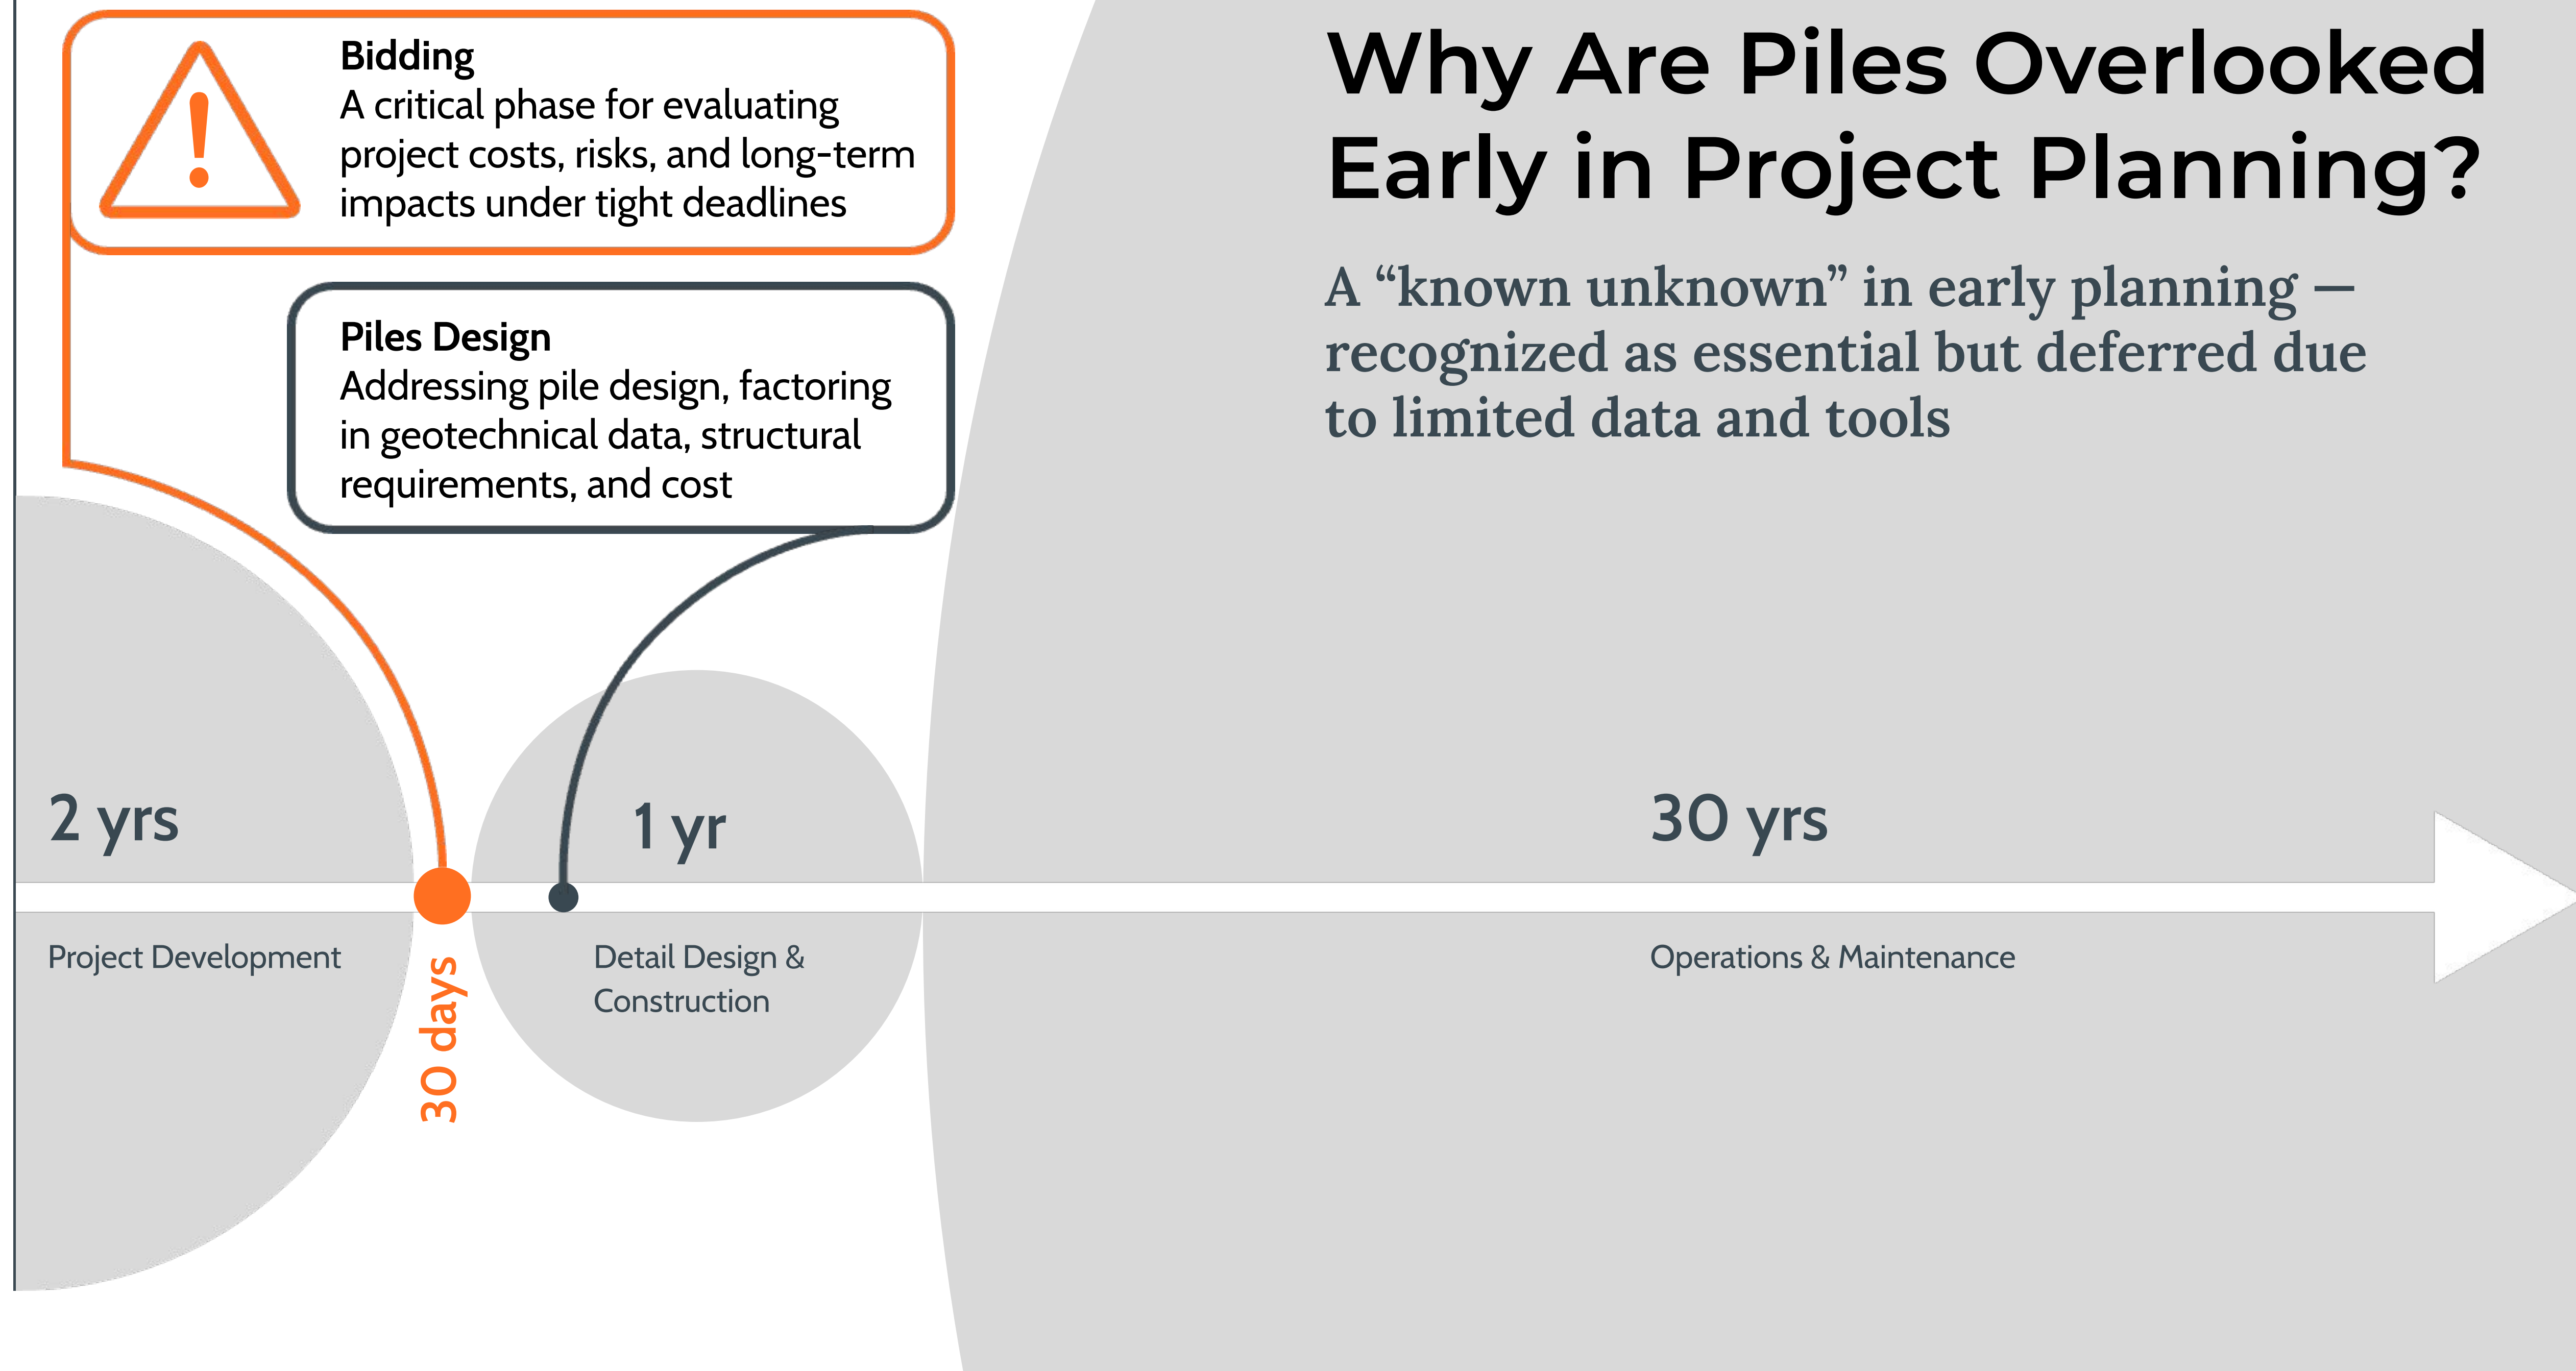 Why Are Piles Overlooked
Early in Project Planning?
A “known unknown” in early planning —
recognized as essential but deferred due
to limited data and tools
Bidding
A critical phase for evaluating
project costs, risks, and long-term
impacts under tight deadlines
Piles Design
Addressing pile design, factoring
in geotechnical data, structural
requirements, and cost
2 yrs
Project Development
30 days
1 yr
Detail Design &
Construction
30 yrs
Operations & Maintenance